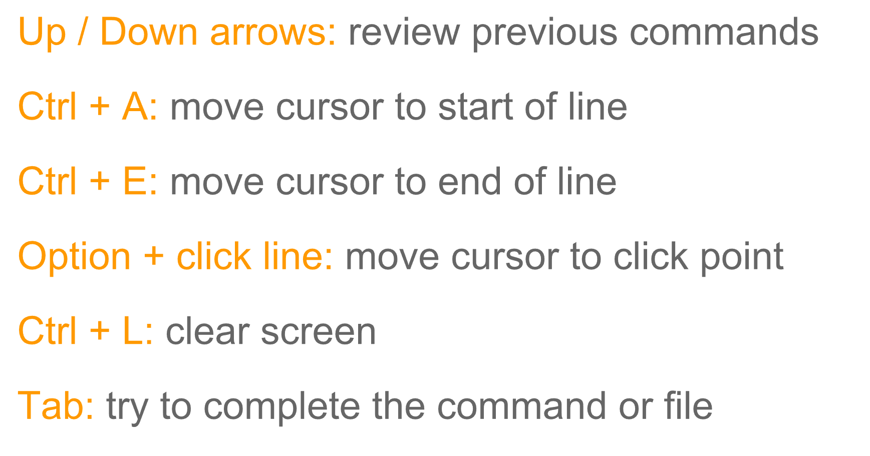 Up / Down arrows: review previous commands
Ctrl + A: move cursor to start of line
Ctrl + E: move cursor to end of line
Option + click line: move cursor to click point
Ctrl + L: clear screen
Tab: try to complete the command or file